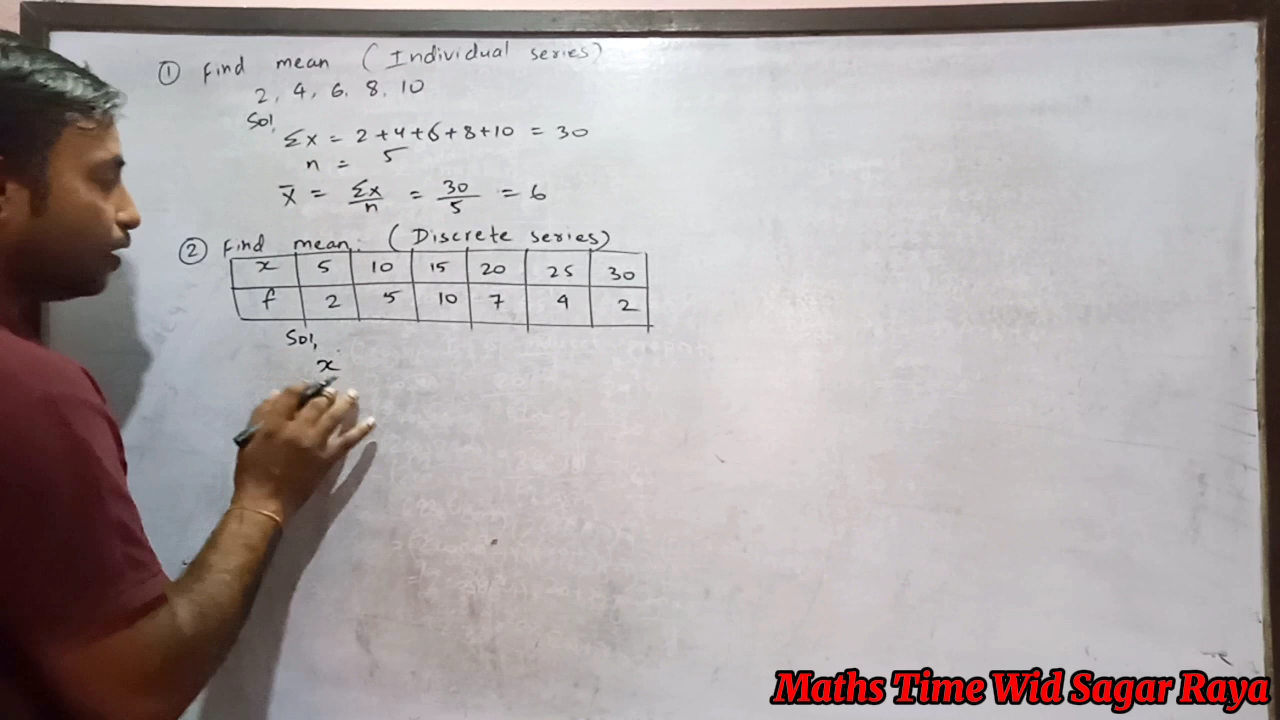 ① Find mean (Individual series)
2, 4, 6, 8, 10
Sol,
Σx = 2+4+6+8+10 = 30
n = 5
x̄ = Σx/n = 30/5 = 6
② Find mean. (Discrete series)
x 5 10 15 20 25 30
f 2 5 10 7 4 2
Sol,
x
Maths Time Wid Sagar Raya